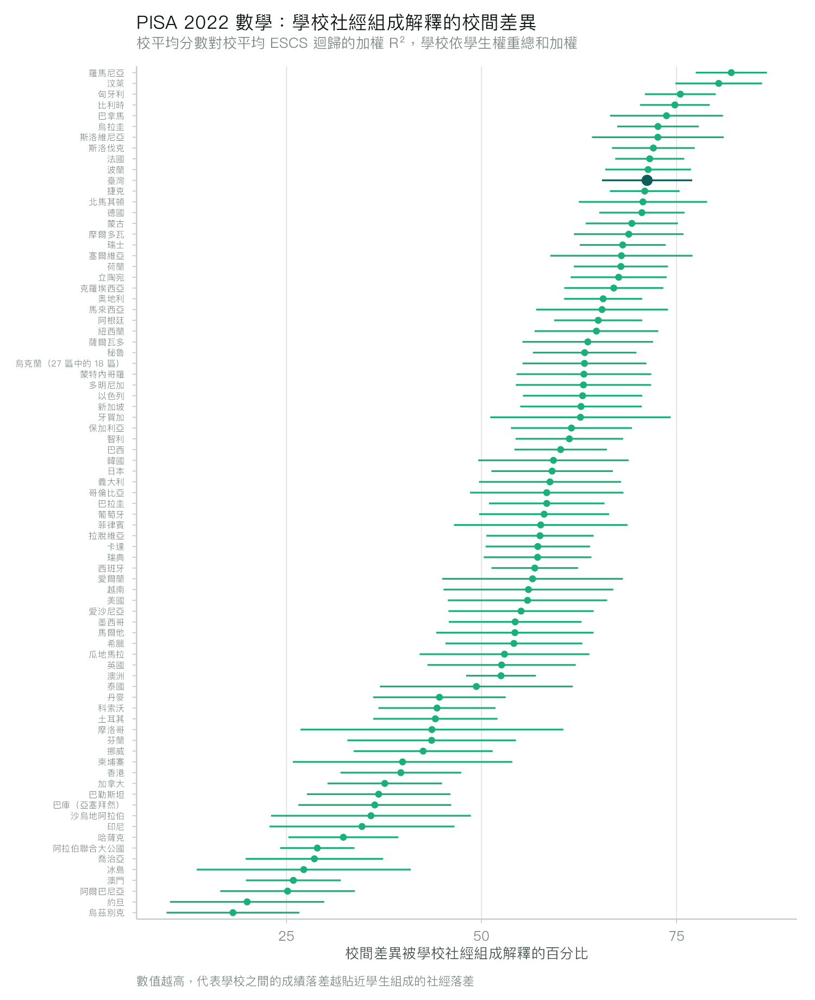 PISA 2022 數學：學校社經組成解釋的校間差異
校平均分數對校平均 ESCS 迴歸的加權 R²，學校依學生權重總和加權
羅馬尼亞
汶萊
匈牙利
比利時
巴拿馬
烏拉圭
斯洛維尼亞
斯洛伐克
法國
波蘭
臺灣
捷克
北馬其頓
德國
蒙古
摩爾多瓦
瑞士
塞爾維亞
荷蘭
立陶宛
克羅埃西亞
奧地利
馬來西亞
阿根廷
紐西蘭
薩爾瓦多
秘魯
烏克蘭（27 區中的 18 區）
蒙特內哥羅
多明尼加
以色列
新加坡
牙買加
保加利亞
智利
巴西
韓國
日本
義大利
哥倫比亞
巴拉圭
葡萄牙
菲律賓
拉脫維亞
卡達
瑞典
西班牙
愛爾蘭
越南
美國
愛沙尼亞
墨西哥
馬爾他
希臘
瓜地馬拉
英國
澳洲
泰國
丹麥
科索沃
土耳其
摩洛哥
芬蘭
挪威
柬埔寨
香港
加拿大
巴勒斯坦
巴庫（亞塞拜然）
沙烏地阿拉伯
印尼
哈薩克
阿拉伯聯合大公國
喬治亞
冰島
澳門
阿爾巴尼亞
約旦
烏茲別克
25 50 75
校間差異被學校社經組成解釋的百分比
數值越高，代表學校之間的成績落差越貼近學生組成的社經落差